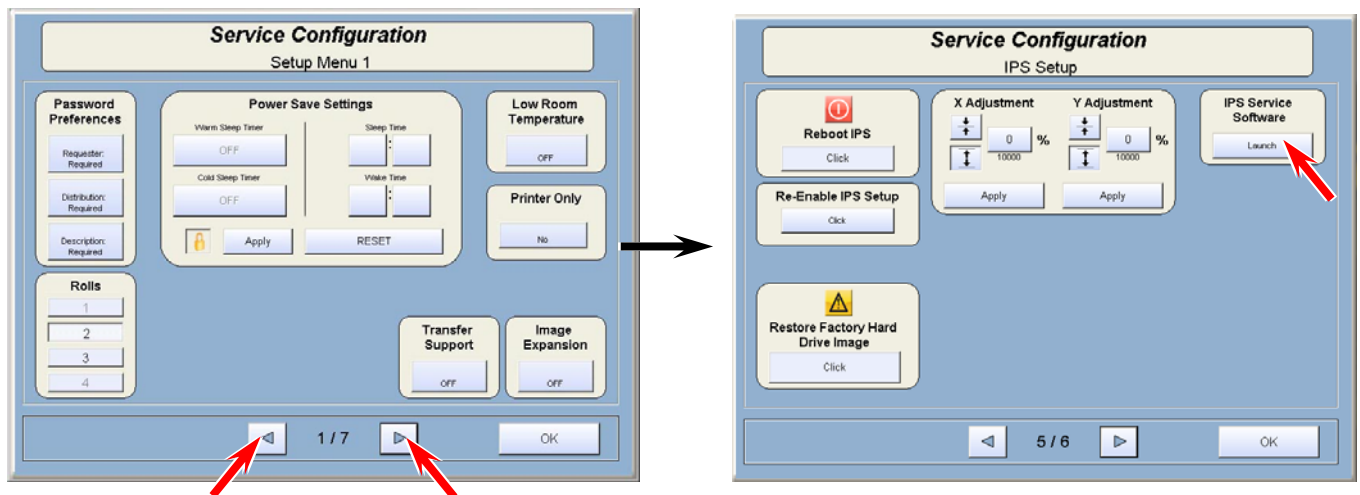 Service Configuration
Setup Menu 1
Password
Preferences
Requester:
Required
Distribution:
Required
Description:
Required
Rolls
1
2
3
4
Power Save Settings
Warm Sleep Timer
OFF
Cold Sleep Timer
OFF
Sleep Time
:
Wake Time
:
Apply
RESET
Low Room
Temperature
OFF
Printer Only
No
Transfer
Support
OFF
Image
Expansion
OFF
1 / 7
OK
Service Configuration
IPS Setup
Reboot IPS
Click
Re-Enable IPS Setup
Click
Restore Factory Hard
Drive Image
Click
X Adjustment
0 %
10000
Apply
Y Adjustment
0 %
10000
Apply
IPS Service
Software
Launch
5 / 6
OK